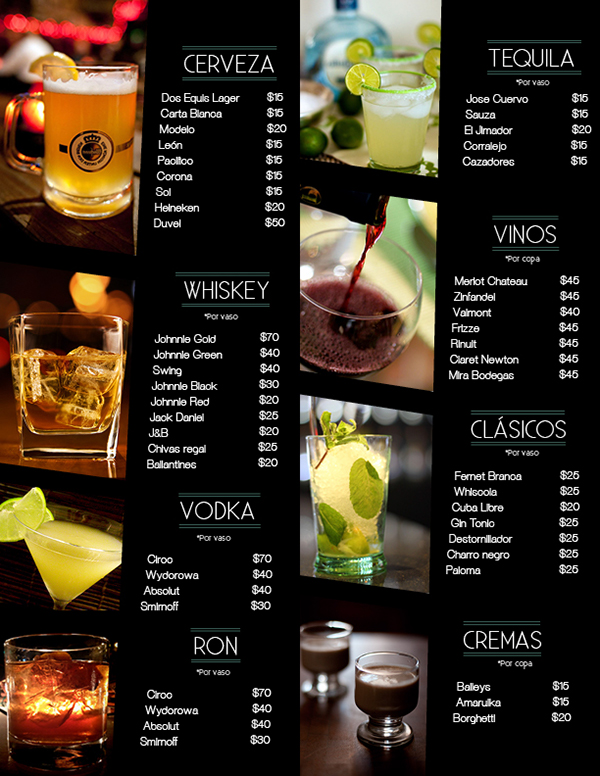 CERVEZA
Dos Equis Lager $15
Carta Blanca $15
Modelo $20
León $15
Pacifico $15
Corona $15
Sol $15
Heineken $20
Duvel $50
WHISKEY
*Por vaso
Johnnie Gold $70
Johnnie Green $40
Swing $40
Johnnie Black $30
Johnnie Red $20
Jack Daniel $25
J&B $20
Chivas regal $25
Ballantines $20
VODKA
*Por vaso
Ciroc $70
Wydorowa $40
Absolut $40
Smirnoff $30
RON
*Por vaso
Ciroc $70
Wydorowa $40
Absolut $40
Smirnoff $30
TEQUILA
*Por vaso
Jose Cuervo $15
Sauza $15
El Jimador $20
Corralejo $15
Cazadores $15
VINOS
*Por copa
Merlot Chateau $45
Zinfandel $45
Valmont $40
Frizze $45
Rinuit $45
Claret Newton $45
Mira Bodegas $45
CLÁSICOS
*Por vaso
Fernet Branca $25
Whiscola $25
Cuba Libre $20
Gin Tonic $25
Destornillador $25
Charro negro $25
Paloma $25
CREMAS
*Por copa
Baileys $15
Amarulka $15
Borghetti $20